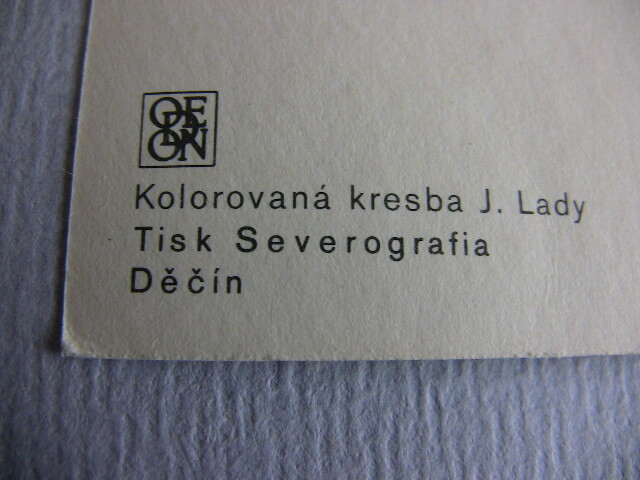 ODEON
Kolorovaná kresba J. Lady
Tisk Severografia
Děčín